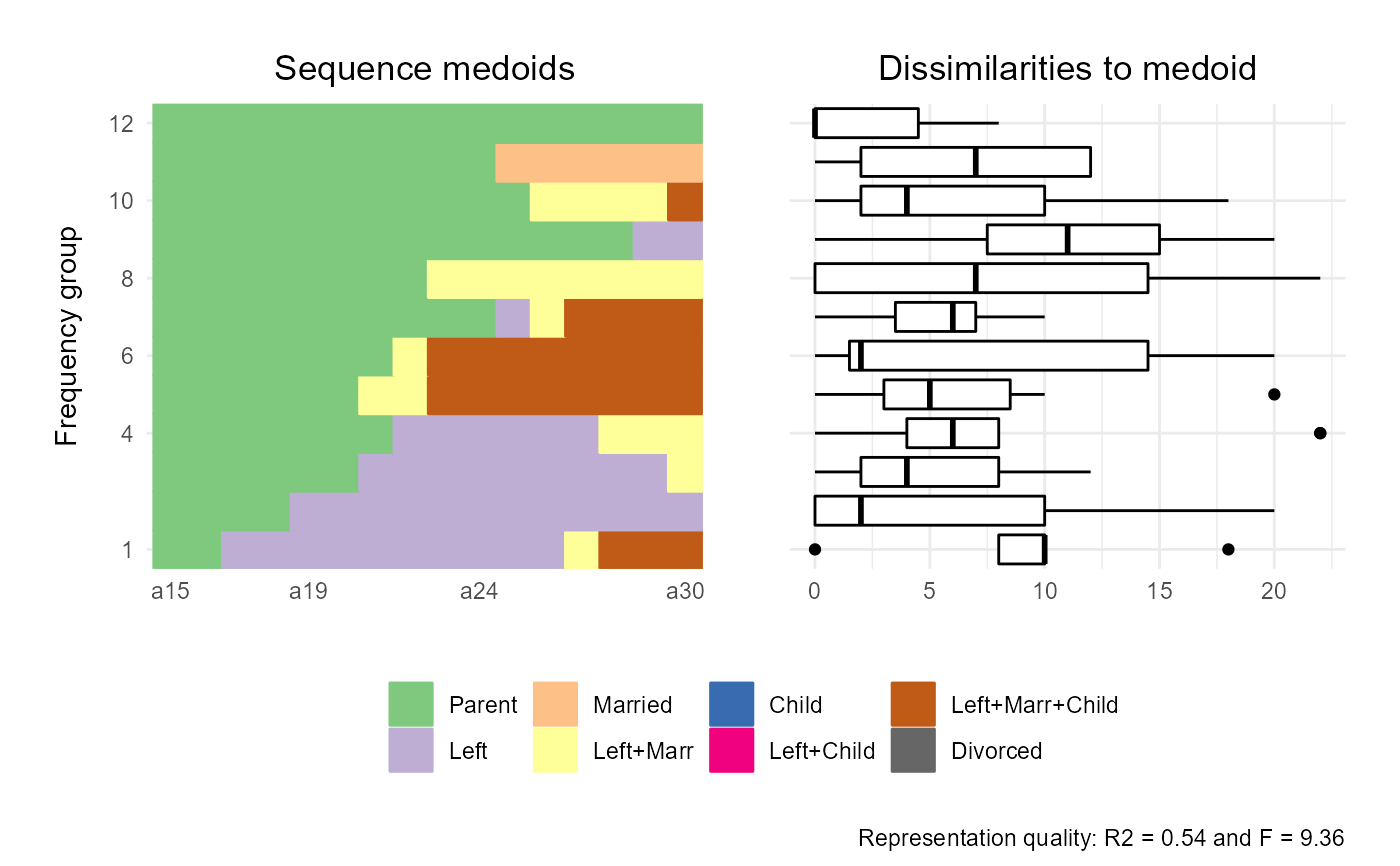 Sequence medoids
Dissimilarities to medoid
Frequency group
12
10
8
6
4
1
a15 a19 a24 a30
0 5 10 15 20
Parent Married Child Left+Marr+Child
Left Left+Marr Left+Child Divorced
Representation quality: R2 = 0.54 and F = 9.36